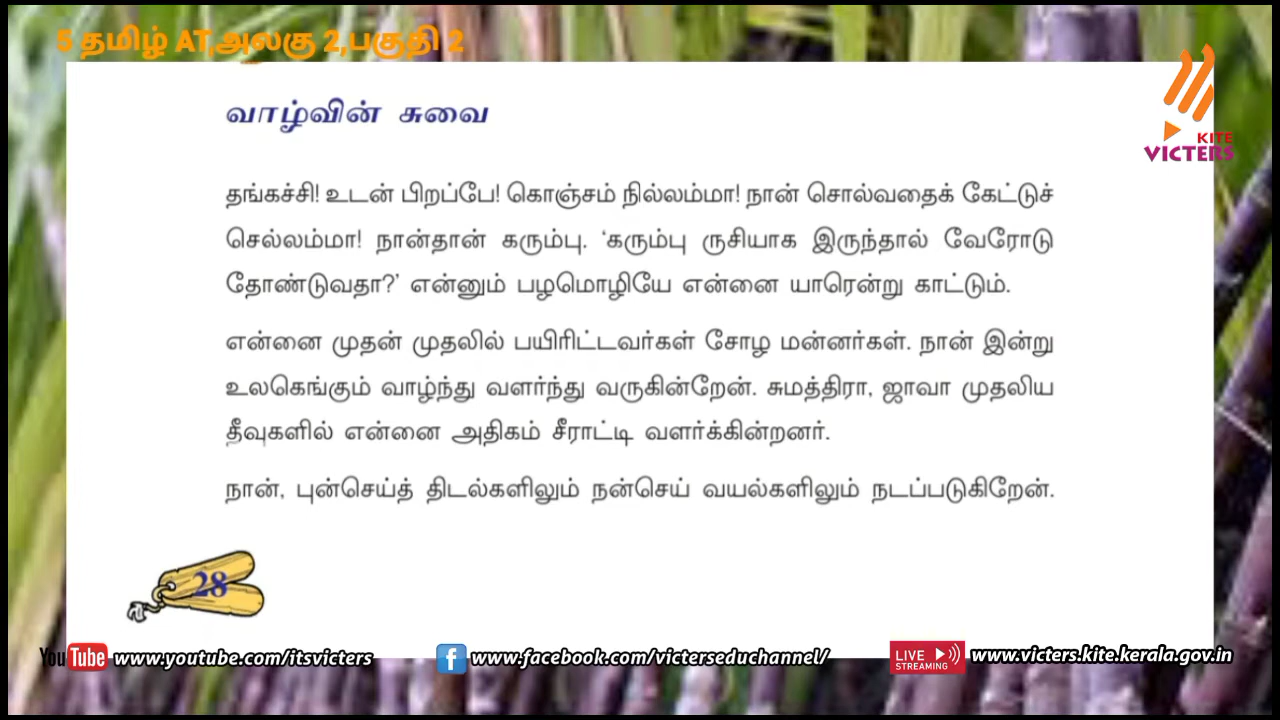 5 தமிழ் AT,அலகு 2,பகுதி 2
KITE
VICTERS
வாழ்வின் சுவை
தங்கச்சி! உடன் பிறப்பே! கொஞ்சம் நில்லம்மா! நான் சொல்வதைக் கேட்டுச்
செல்லம்மா! நான்தான் கரும்பு. ‘கரும்பு ருசியாக இருந்தால் வேரோடு
தோண்டுவதா?’ என்னும் பழமொழியே என்னை யாரென்று காட்டும்.
என்னை முதன் முதலில் பயிரிட்டவர்கள் சோழ மன்னர்கள். நான் இன்று
உலகெங்கும் வாழ்ந்து வளர்ந்து வருகின்றேன். சுமத்திரா, ஜாவா முதலிய
தீவுகளில் என்னை அதிகம் சீராட்டி வளர்க்கின்றனர்.
நான், புன்செய்த் திடல்களிலும் நன்செய் வயல்களிலும் நடப்படுகிறேன்.
28
YouTube www.youtube.com/itsvicters
f www.facebook.com/victerseduchannel/
LIVE STREAMING www.victers.kite.kerala.gov.in